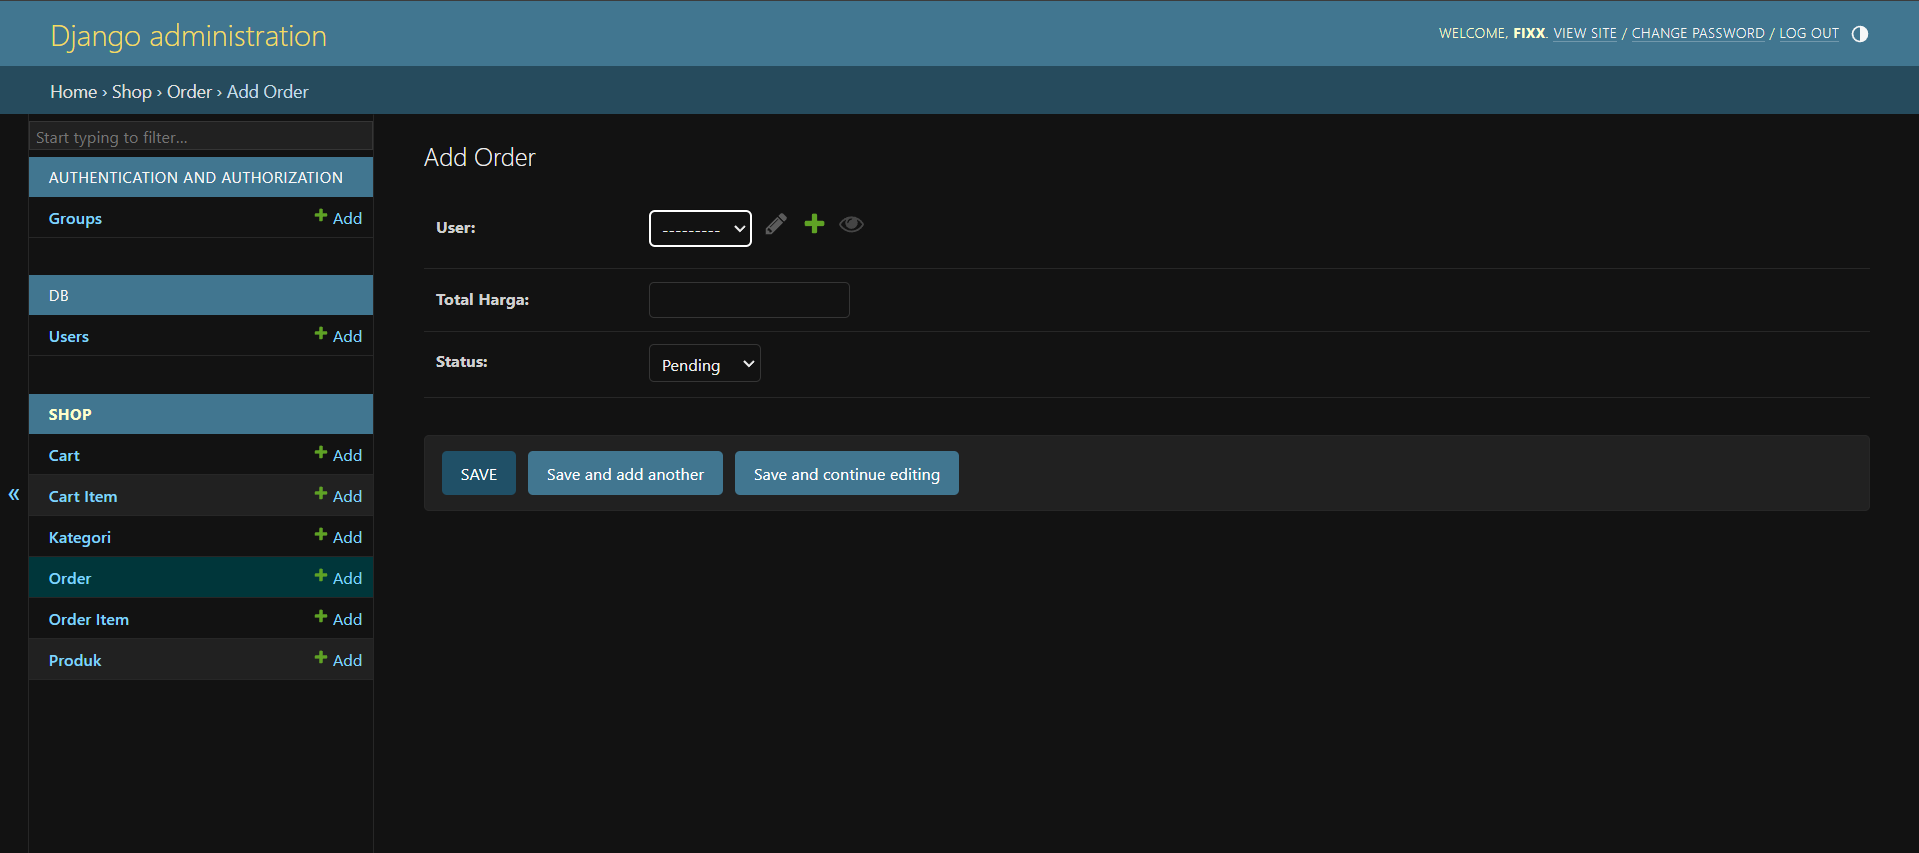 Django administration
WELCOME, FIXX. VIEW SITE / CHANGE PASSWORD / LOG OUT
Home › Shop › Order › Add Order
Start typing to filter...
AUTHENTICATION AND AUTHORIZATION
Groups Add
DB
Users Add
SHOP
Cart Add
Cart Item Add
Kategori Add
Order Add
Order Item Add
Produk Add
«
Add Order
User: ---------
Total Harga:
Status: Pending
SAVE Save and add another Save and continue editing